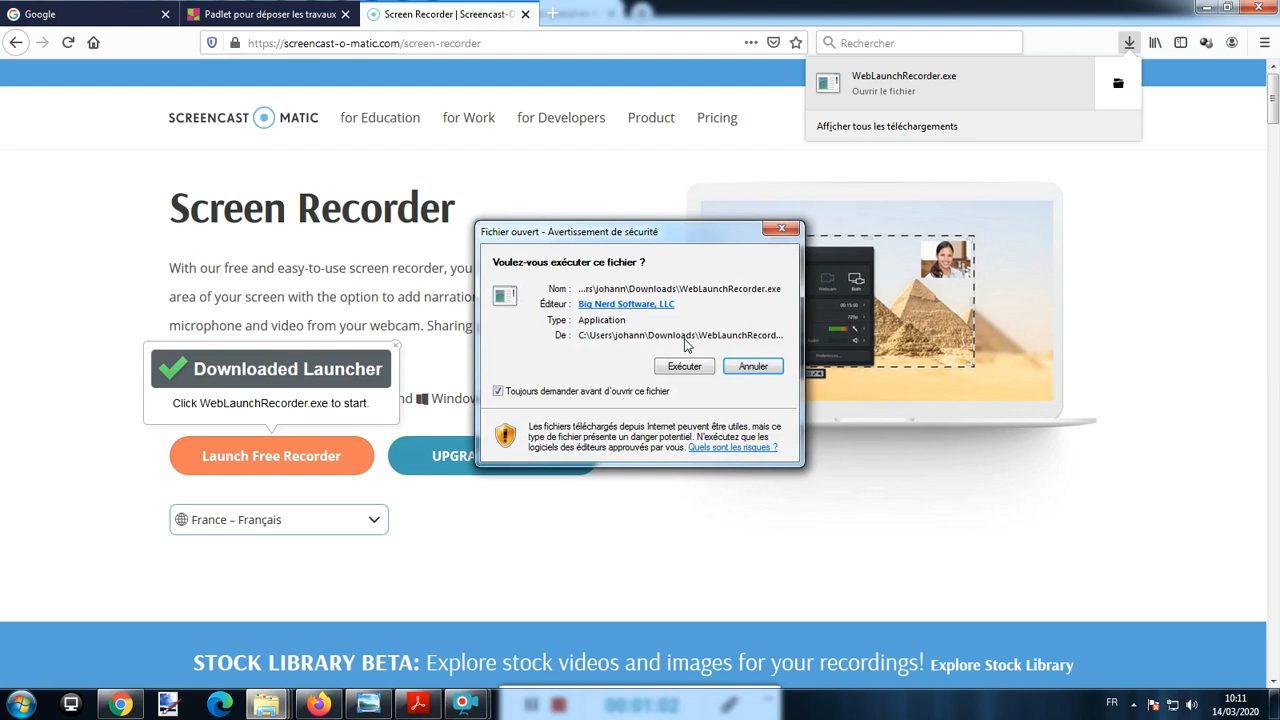 Google
Padlet pour déposer les travaux
Screen Recorder | Screencast-O
https://screencast-o-matic.com/screen-recorder
Rechercher
WebLaunchRecorder.exe
Ouvrir le fichier
Afficher tous les téléchargements
SCREENCAST MATIC
for Education
for Work
for Developers
Product
Pricing
Screen Recorder
With our free and easy-to-use screen recorder, you
area of your screen with the option to add narration
microphone and video from your webcam. Sharing
Downloaded Launcher
Click WebLaunchRecorder.exe to start.
nd Window
Launch Free Recorder
UPGRA
France – Français
Fichier ouvert - Avertissement de sécurité
Voulez-vous exécuter ce fichier ?
Nom : ...rs\johann\Downloads\WebLaunchRecorder.exe
Éditeur : Big Nerd Software, LLC
Type : Application
De : C:\Users\johann\Downloads\WebLaunchRecord...
Exécuter
Annuler
Toujours demander avant d'ouvrir ce fichier
Les fichiers téléchargés depuis Internet peuvent être utiles, mais ce
type de fichier présente un danger potentiel. N'exécutez que les
logiciels des éditeurs approuvés par vous. Quels sont les risques ?
STOCK LIBRARY BETA: Explore stock videos and images for your recordings! Explore Stock Library
FR
10:11
14/03/2020